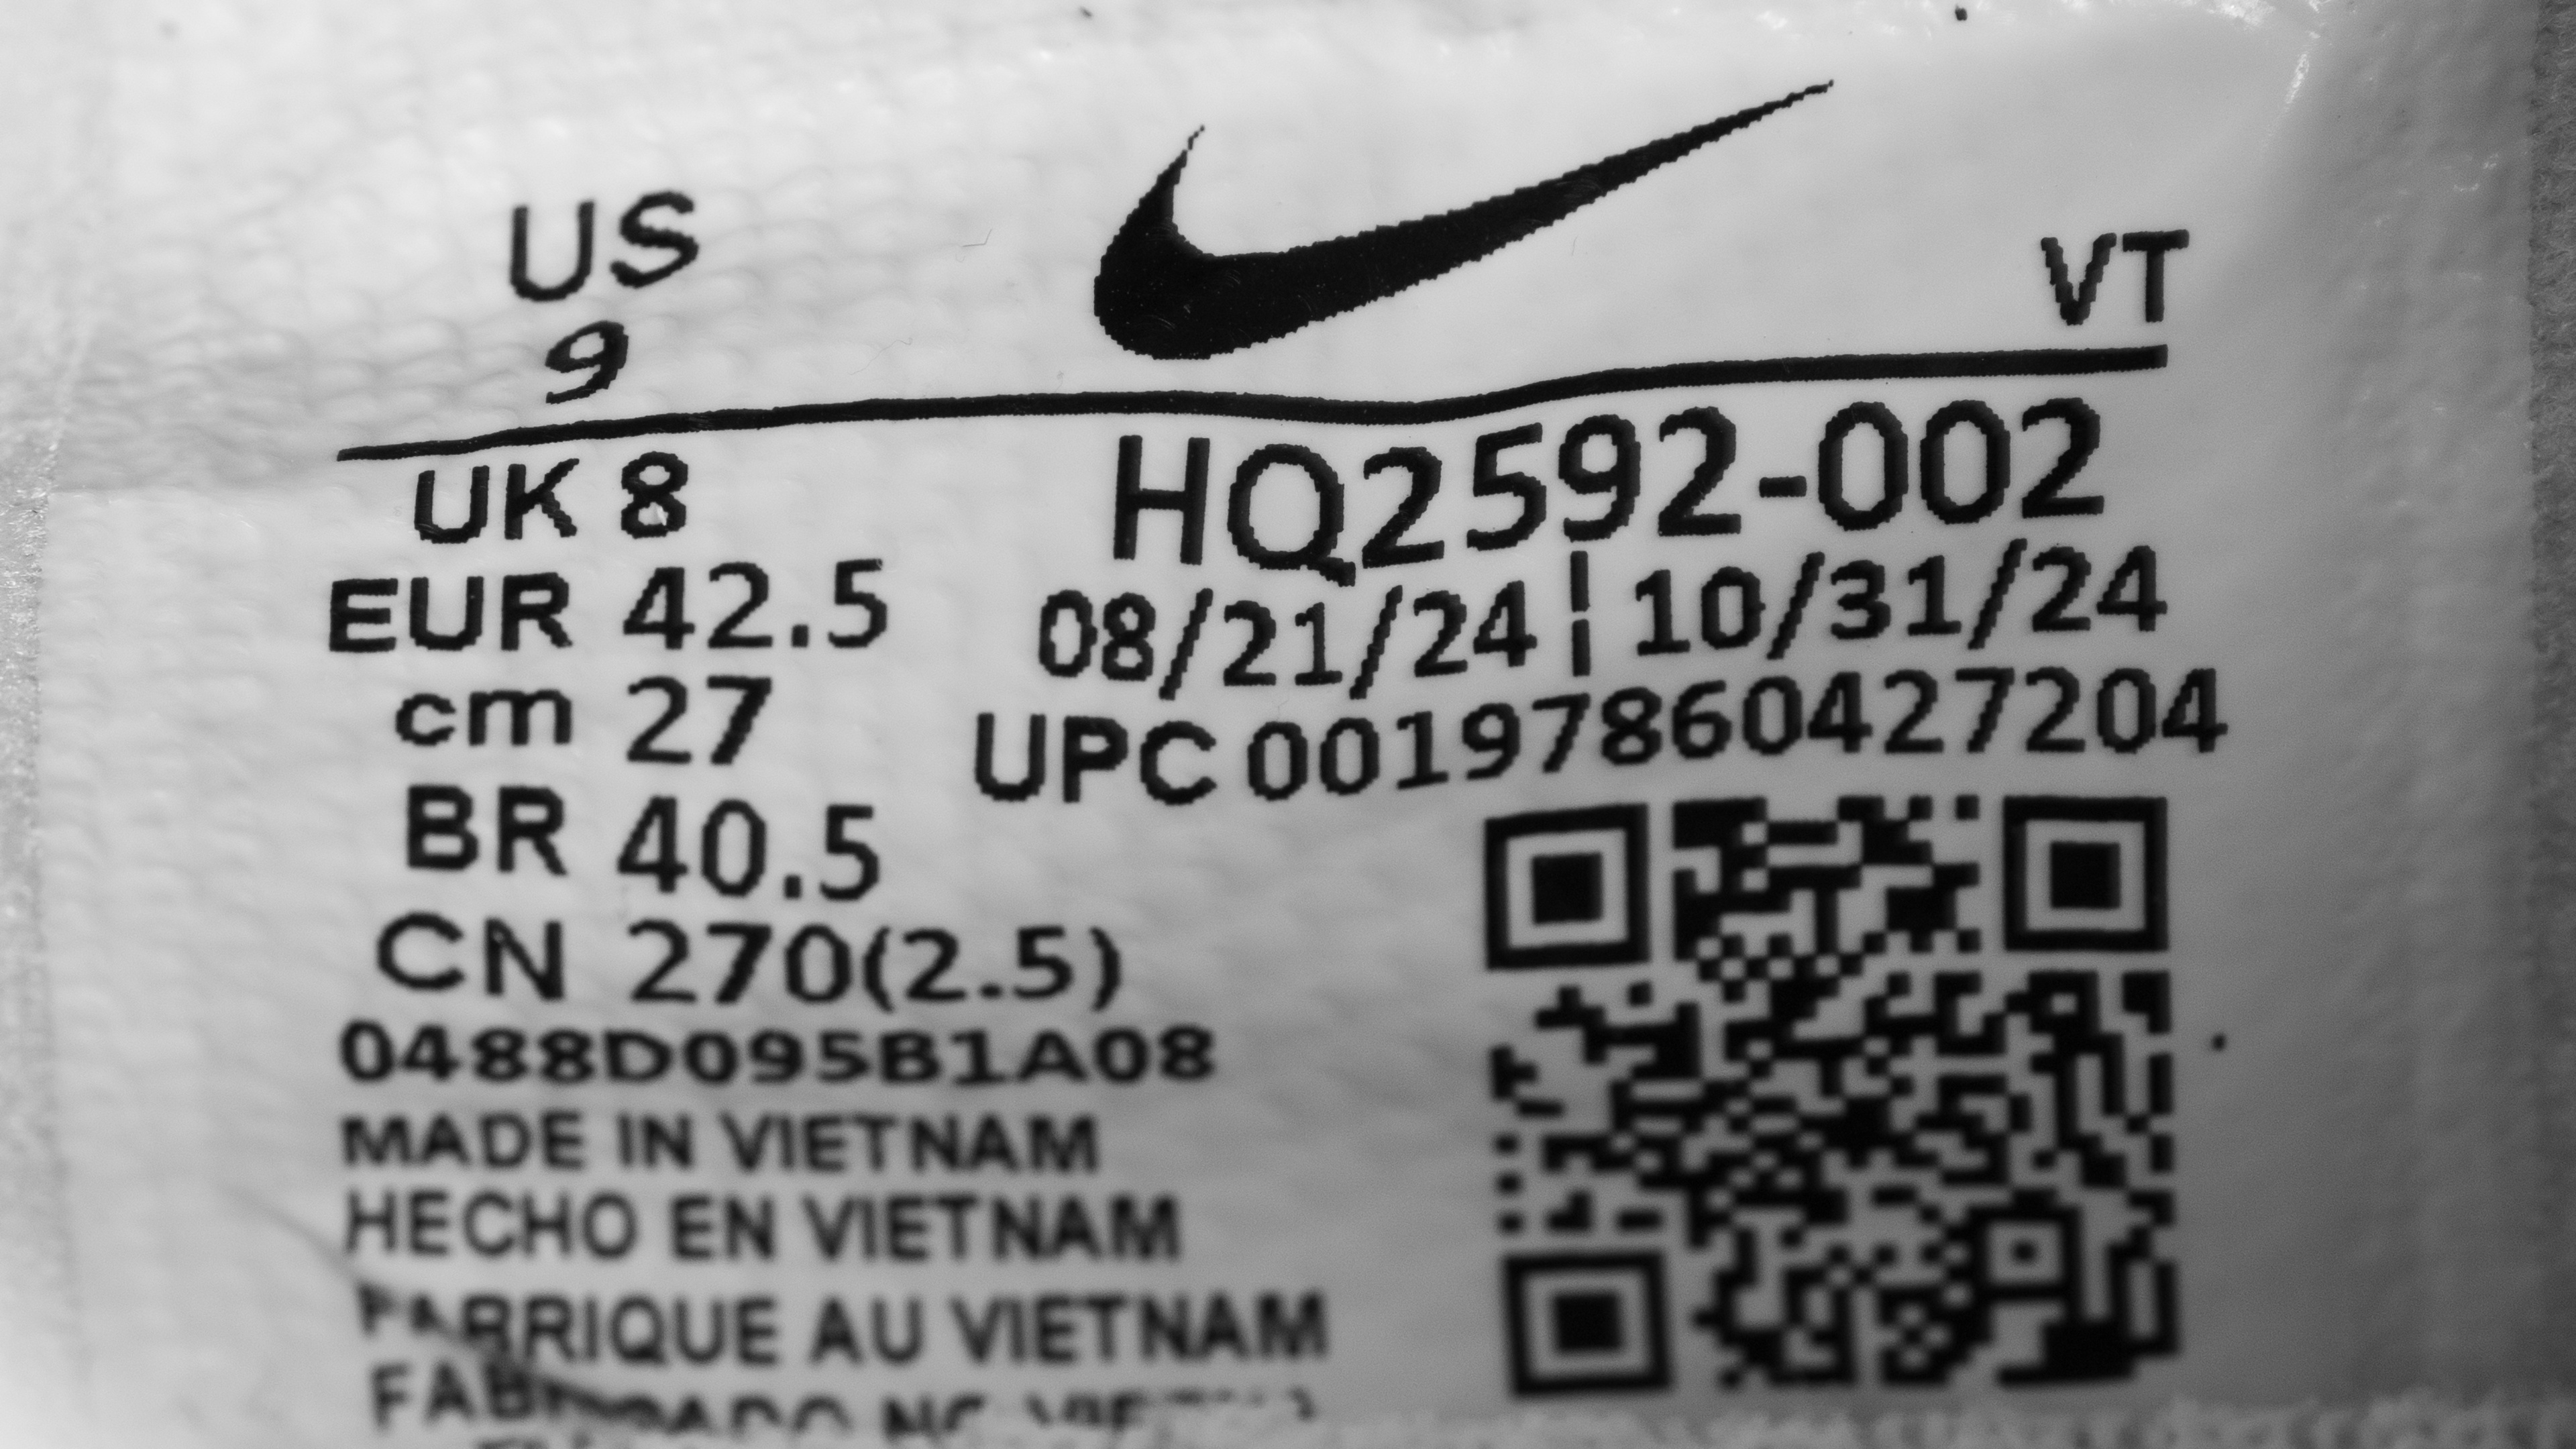 US
9
VT
UK 8
EUR 42.5
cm 27
BR 40.5
CN 270(2.5)
HQ2592-002
08/21/24 ¦ 10/31/24
UPC 00197860427204
0488D095B1A08
MADE IN VIETNAM
HECHO EN VIETNAM
FABRIQUE AU VIETNAM